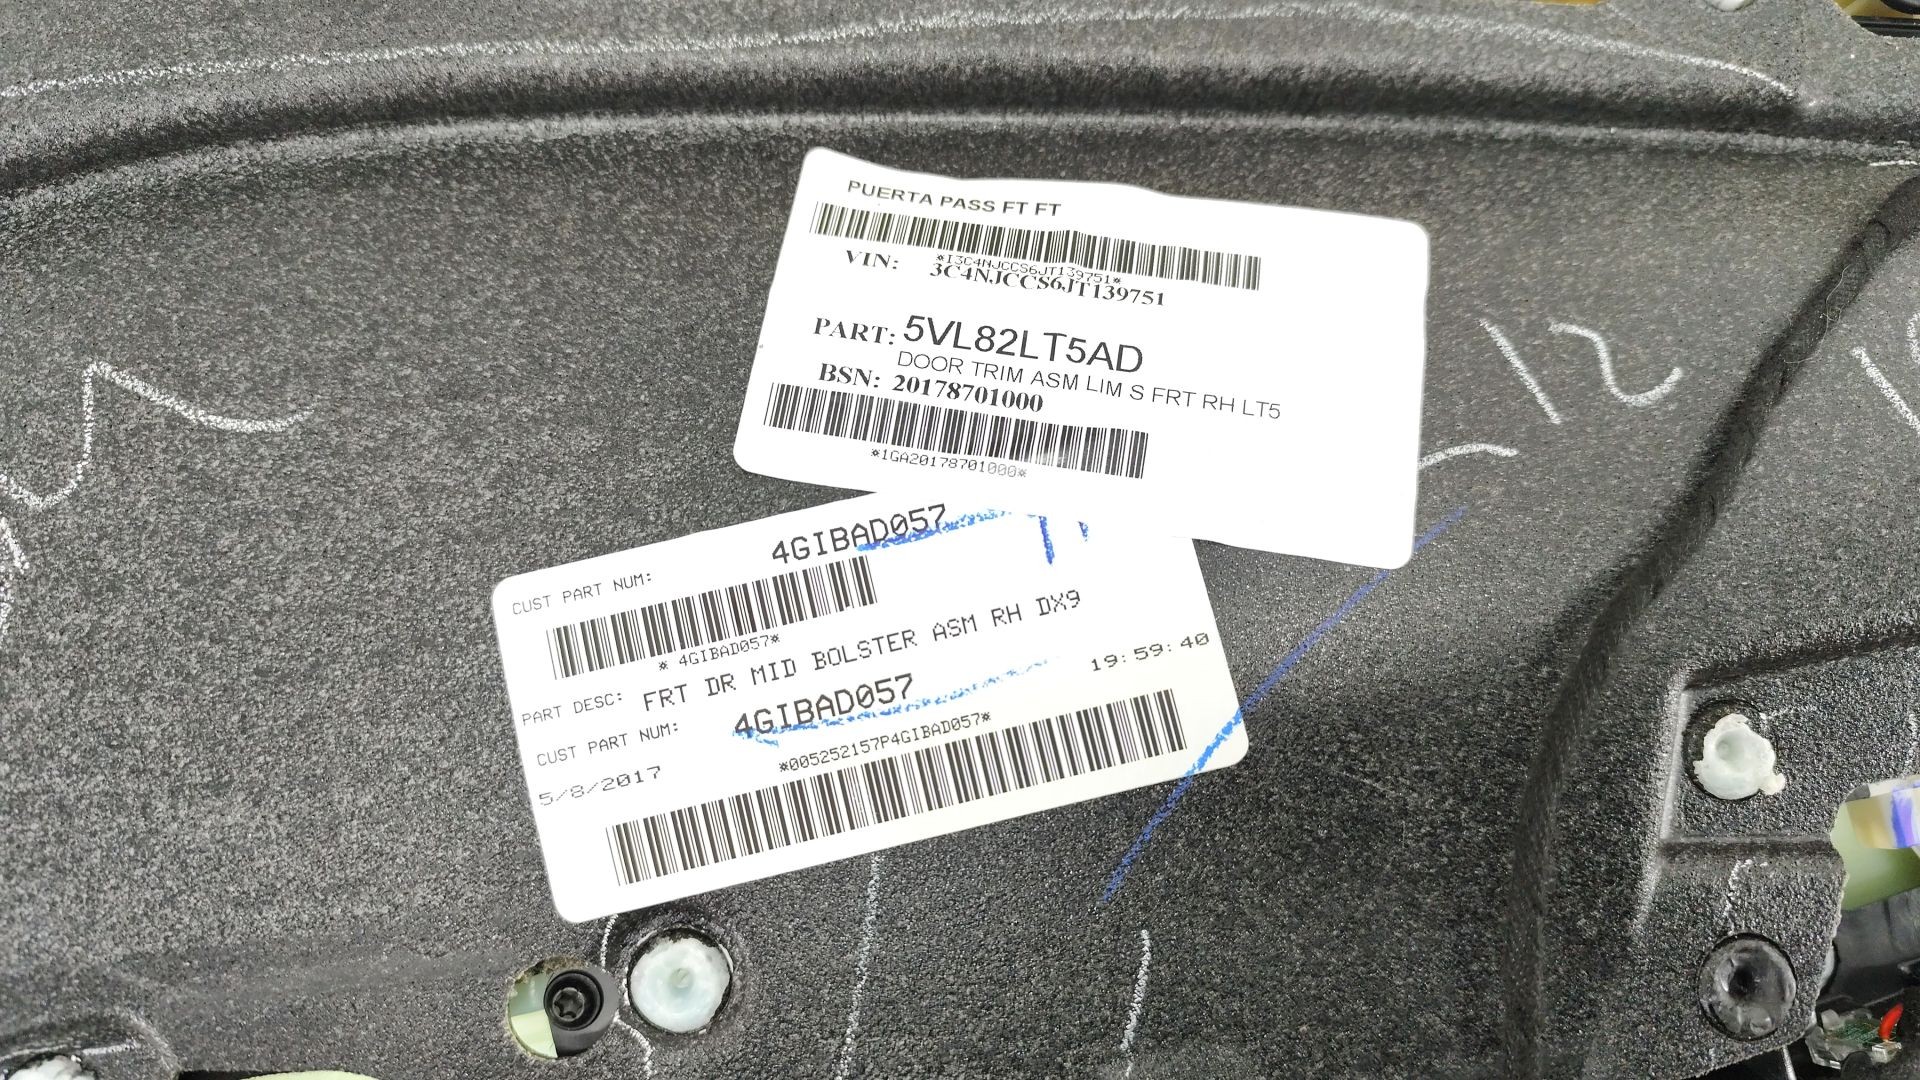 PUERTA PASS FT FT
*I3C4NJCCS6JT139751*
VIN: 3C4NJCCS6JT139751
PART: 5VL82LT5AD
DOOR TRIM ASM LIM S FRT RH LT5
BSN: 20178701000
*1GA20178701000*
CUST PART NUM: 4GIBAD057
* 4GIBAD057*
PART DESC: FRT DR MID BOLSTER ASM RH DX9
CUST PART NUM: 4GIBAD057 19:59:40
5/8/2017 *005252157P4GIBAD057*
12